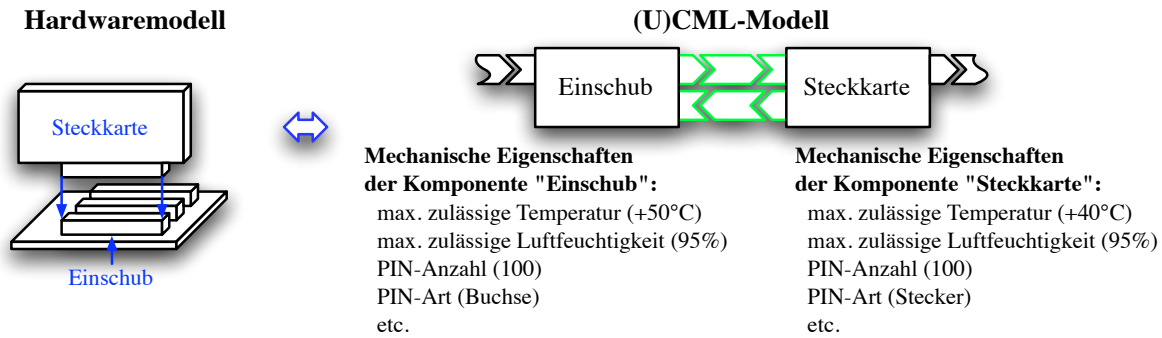 Hardwaremodell
Steckkarte
Einschub
(U)CML-Modell
Einschub
Steckkarte
Mechanische Eigenschaften
der Komponente "Einschub":
max. zulässige Temperatur (+50°C)
max. zulässige Luftfeuchtigkeit (95%)
PIN-Anzahl (100)
PIN-Art (Buchse)
etc.
Mechanische Eigenschaften
der Komponente "Steckkarte":
max. zulässige Temperatur (+40°C)
max. zulässige Luftfeuchtigkeit (95%)
PIN-Anzahl (100)
PIN-Art (Stecker)
etc.